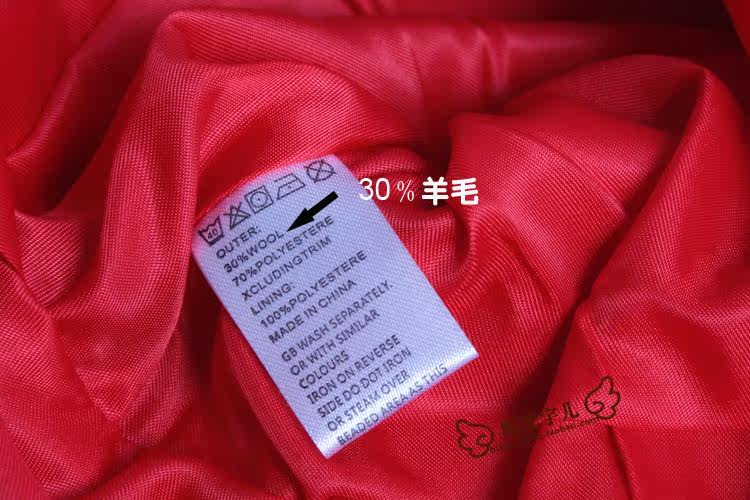 30%羊毛
40
OUTER:
30%WOOL
70%POLYESTERE
XCLUDINGTRIM
LINING:
100%POLYESTERE
MADE IN CHINA
GB WASH SEPARATELY.
OR WITH SIMILAR
COLOURS
IRON ON REVERSE
SIDE DO DOT IRON
OR STEAM OVER
BEADED AREA AS THIS